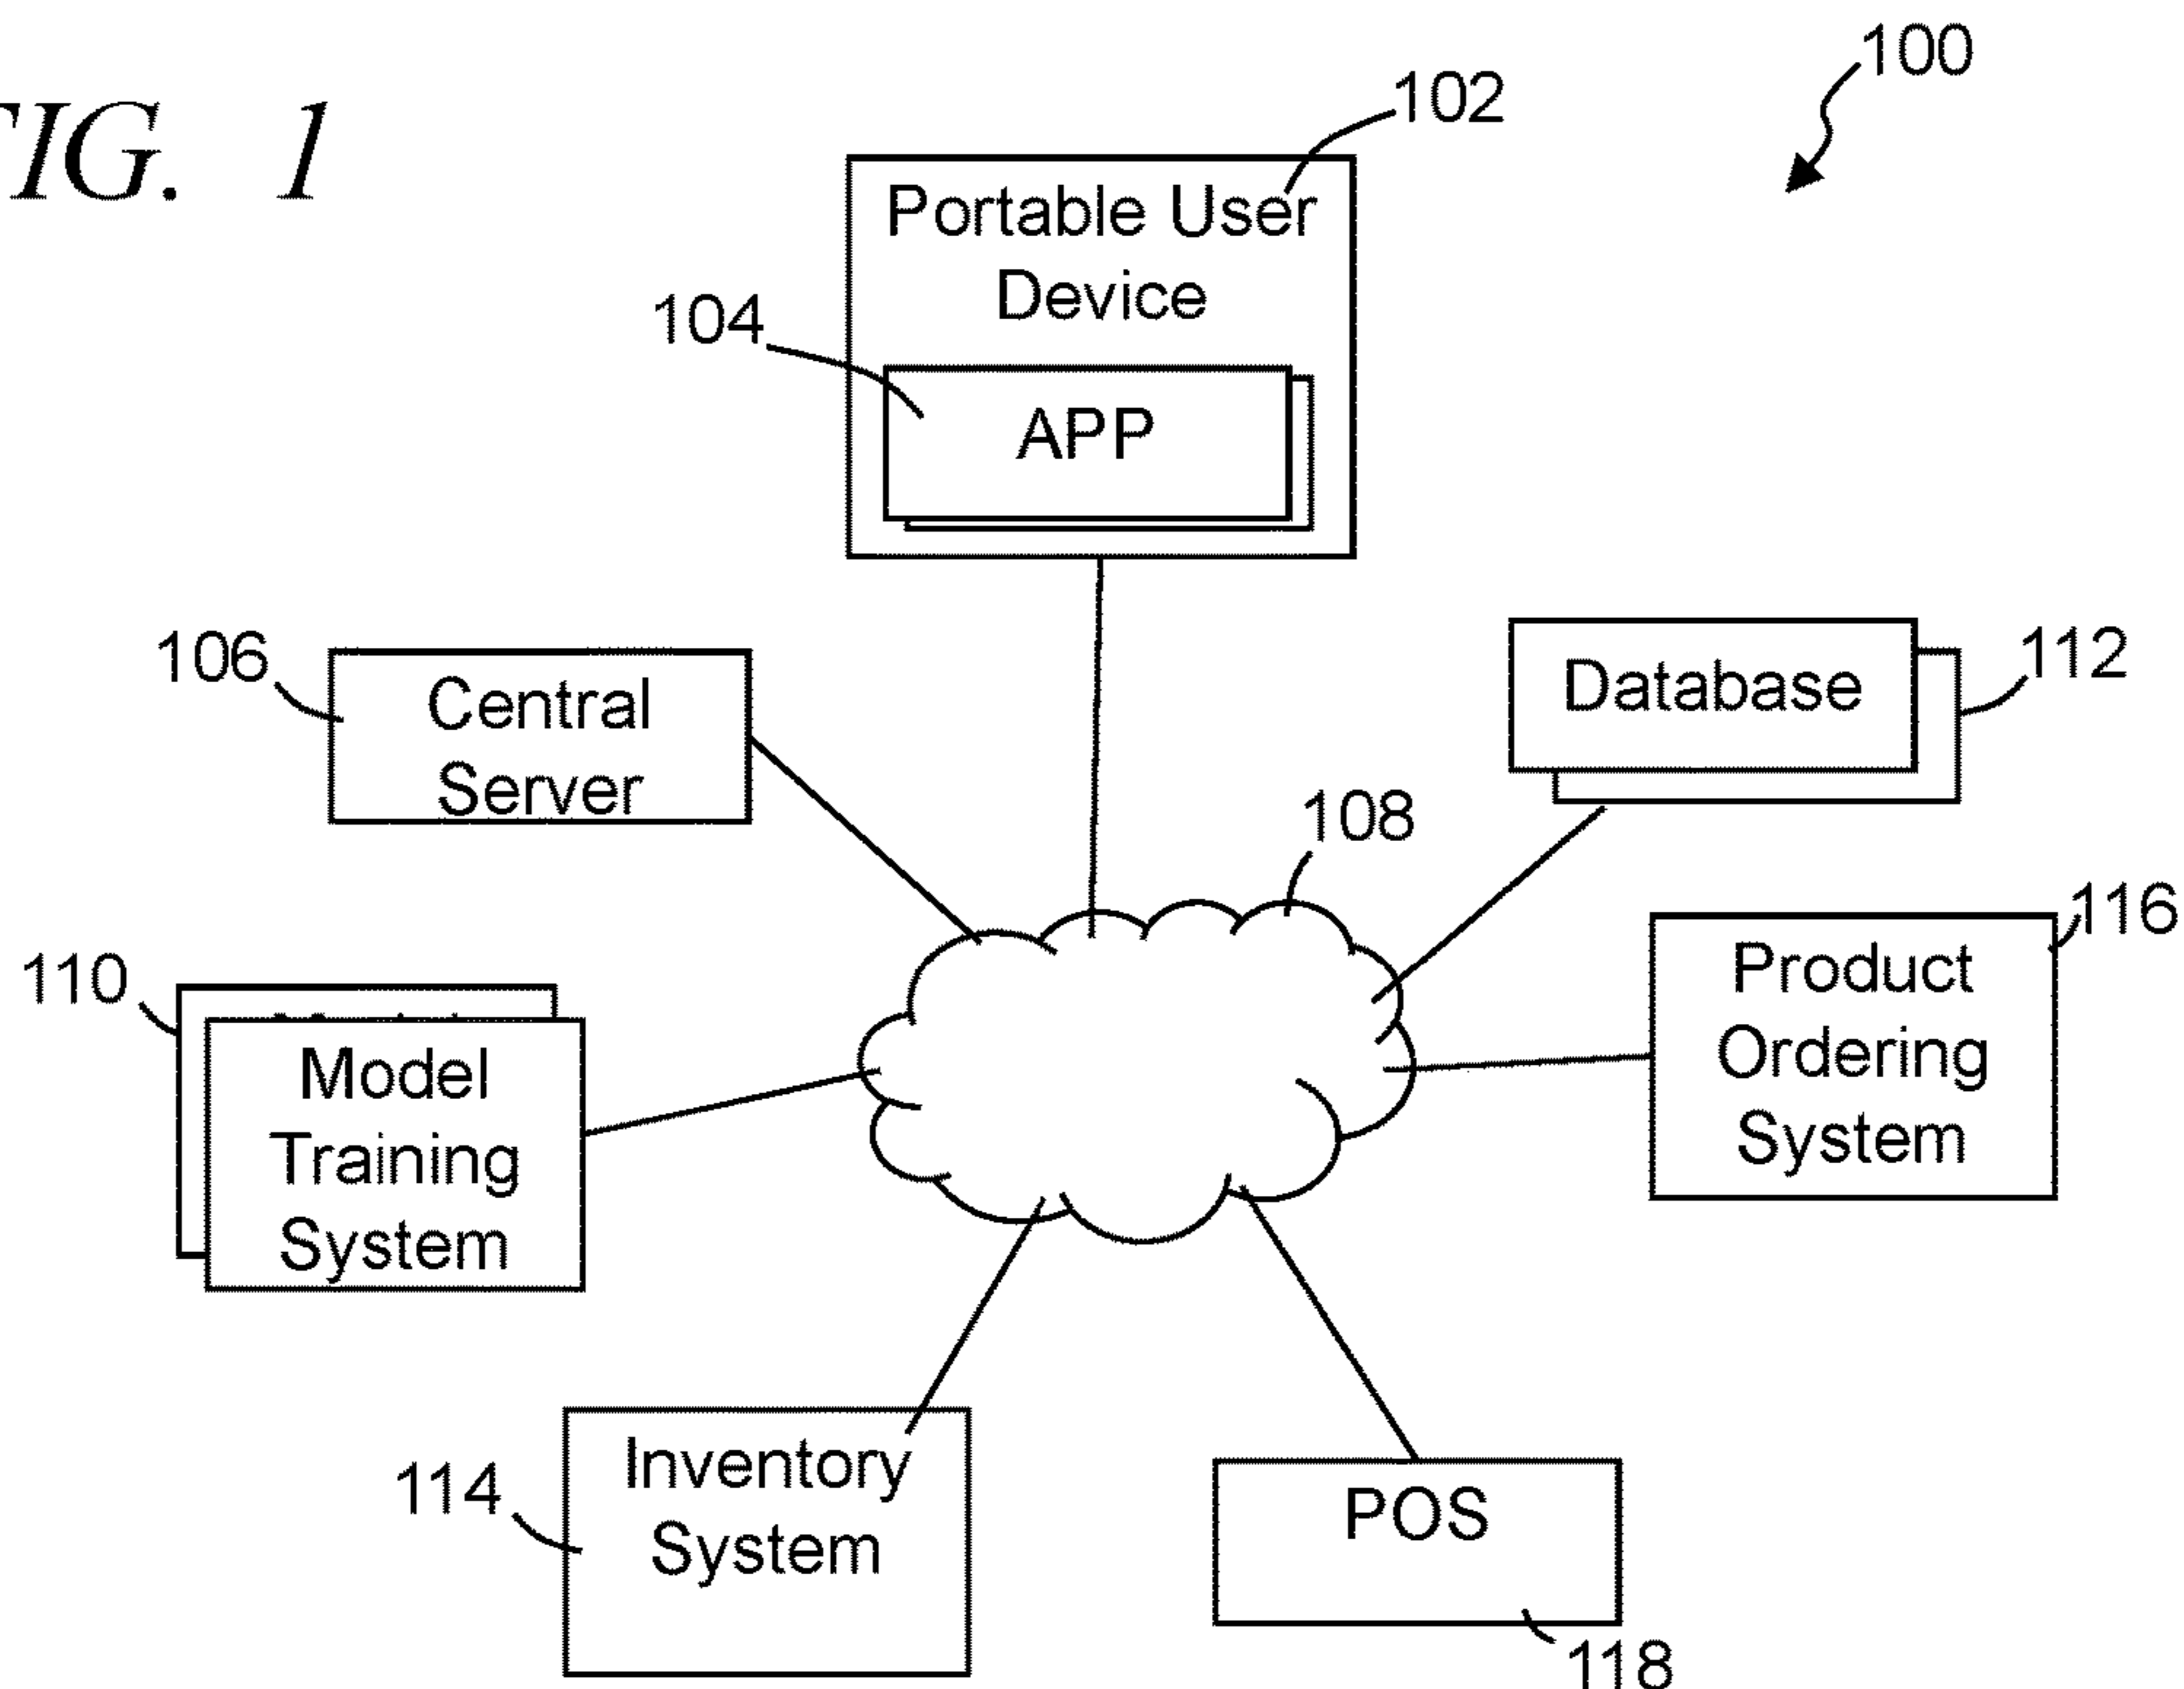 FIG. 1
100
102
Portable User
Device
104
APP
106
Central
Server
Database
112
108
110
Model
Training
System
116
Product
Ordering
System
114
Inventory
System
POS
118